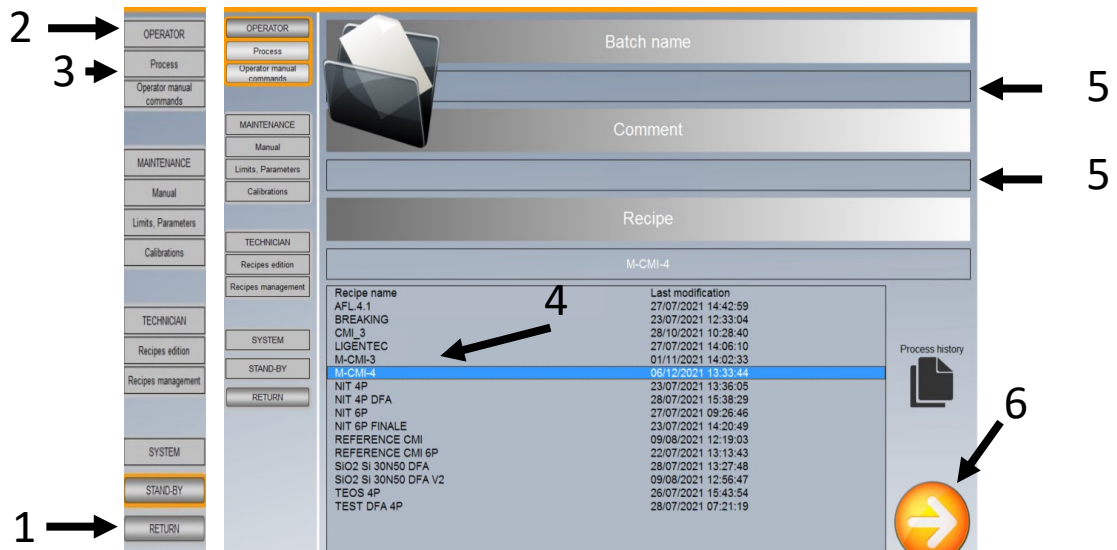 2
3
1
OPERATOR
Process
Operator manual
commands
MAINTENANCE
Manual
Limits, Parameters
Calibrations
TECHNICIAN
Recipes edition
Recipes management
SYSTEM
STAND-BY
RETURN
OPERATOR
Process
Operator manual
commands
MAINTENANCE
Manual
Limits, Parameters
Calibrations
TECHNICIAN
Recipes edition
Recipes management
SYSTEM
STAND-BY
RETURN
Batch name
5
Comment
5
Recipe
M-CMI-4
4
Recipe name Last modification
AFL.4.1 27/07/2021 14:42:59
BREAKING 23/07/2021 12:33:04
CMI_3 28/10/2021 10:28:40
LIGENTEC 27/07/2021 14:06:10
M-CMI-3 01/11/2021 14:02:33
M-CMI-4 06/12/2021 13:33:44
NIT 4P 23/07/2021 13:36:05
NIT 4P DFA 28/07/2021 15:38:29
NIT 6P 27/07/2021 09:26:46
NIT 6P FINALE 23/07/2021 14:20:49
REFERENCE CMI 09/08/2021 12:19:03
REFERENCE CMI 6P 22/07/2021 13:13:43
SiO2 Si 30N50 DFA 28/07/2021 13:27:48
SiO2 Si 30N50 DFA V2 09/08/2021 12:56:47
TEOS 4P 26/07/2021 15:43:54
TEST DFA 4P 28/07/2021 07:21:19
Process history
6